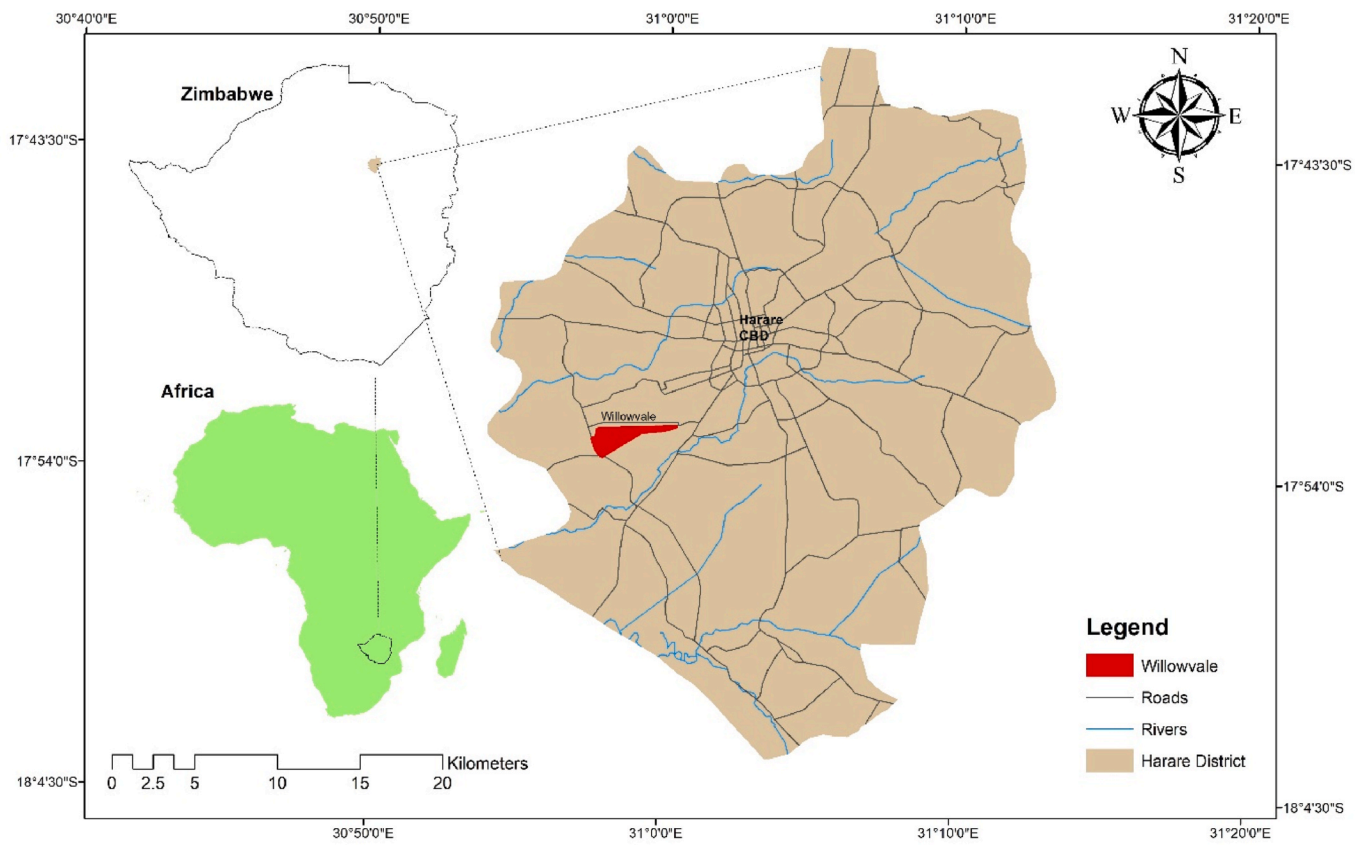 30°40'0"E 30°50'0"E 31°0'0"E 31°10'0"E 31°20'0"E
N
W E
S
Zimbabwe
17°43'30"S
17°43'30"S
Harare
CBD
Africa
Willowvale
17°54'0"S
17°54'0"S
Legend
Willowvale
Roads
Rivers
Harare District
Kilometers
0 2.5 5 10 15 20
18°4'30"S
18°4'30"S
30°50'0"E 31°0'0"E 31°10'0"E 31°20'0"E